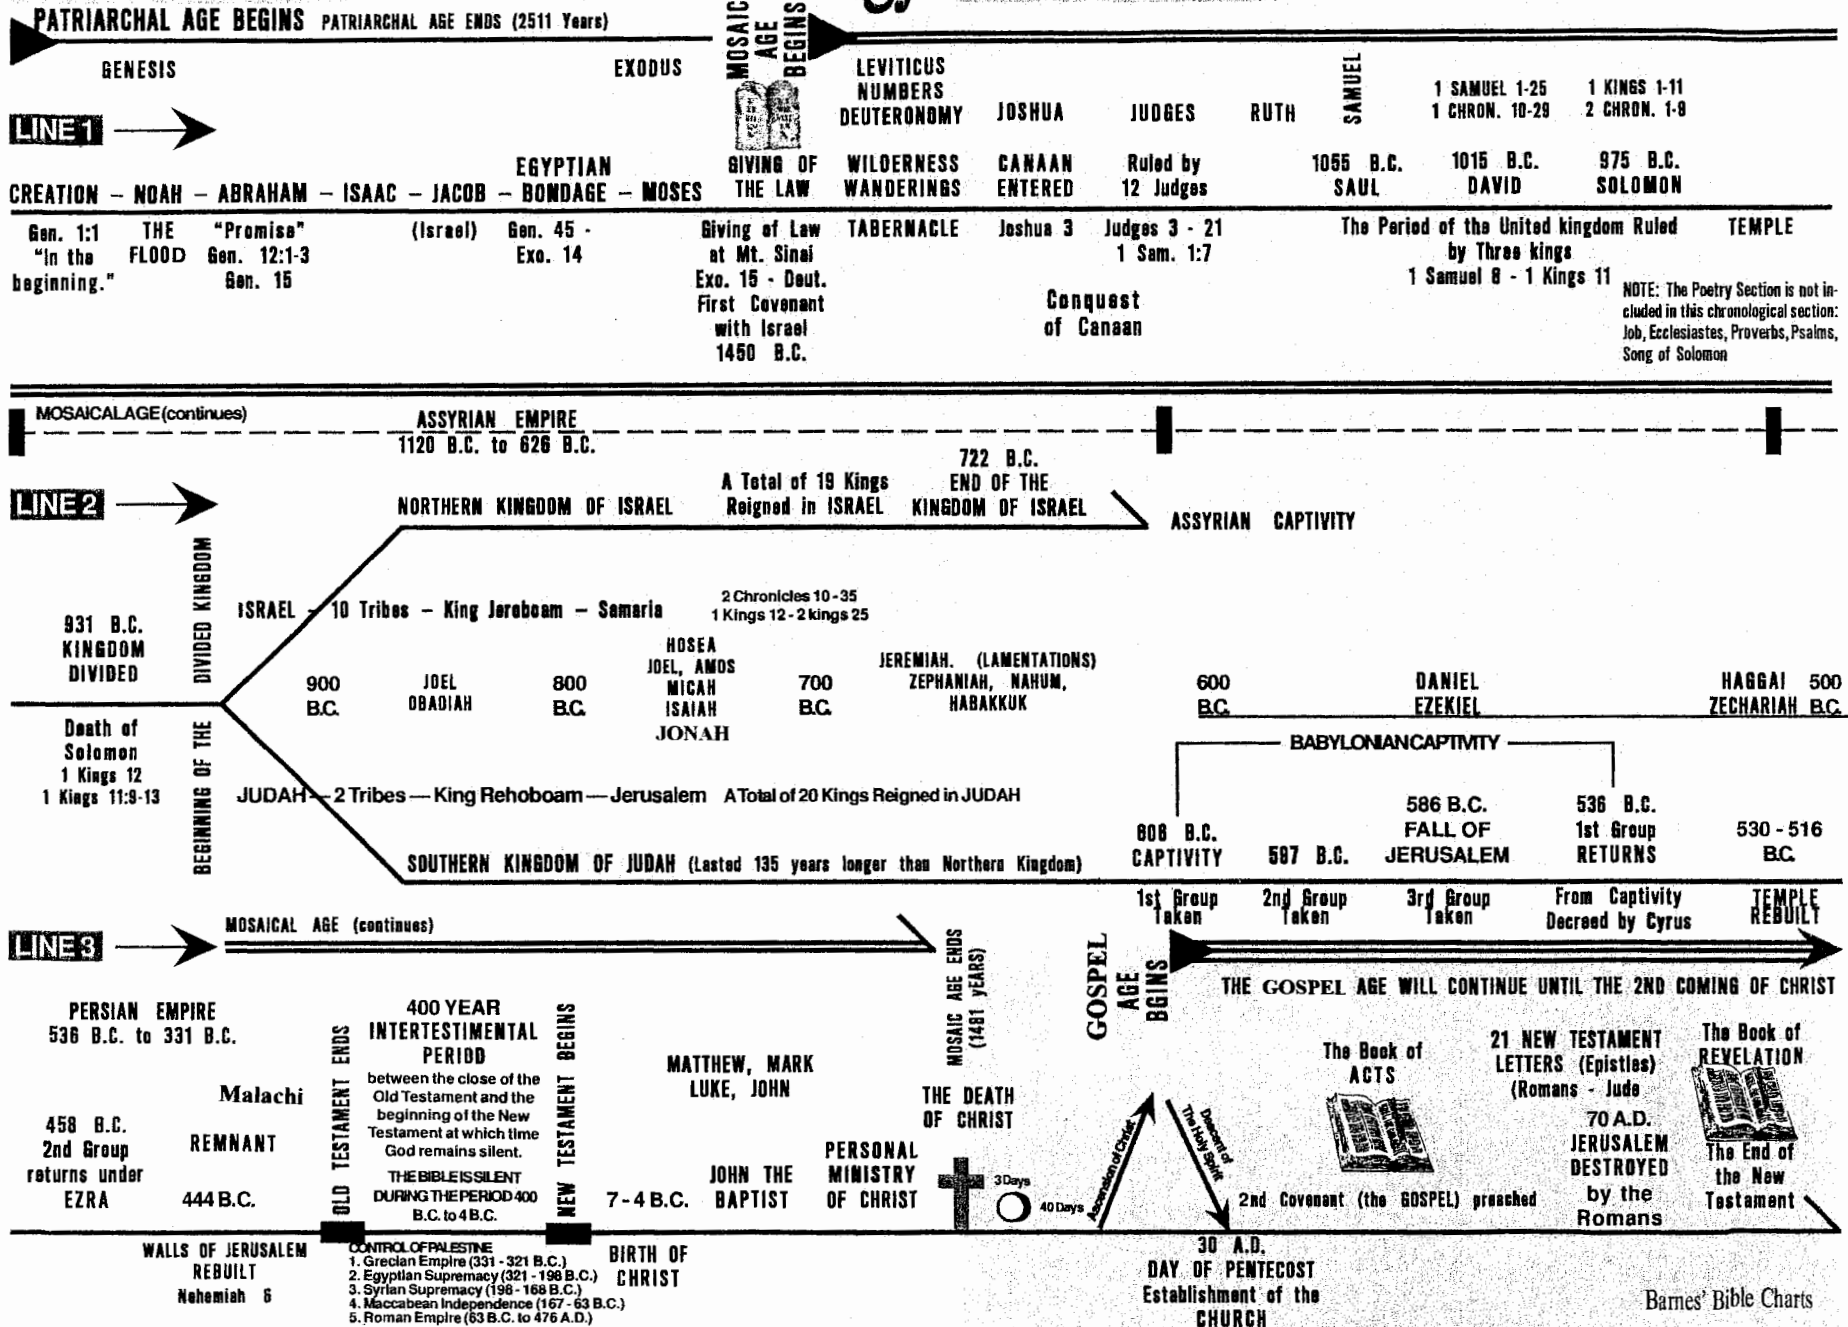 PATRIARCHAL AGE BEGINS PATRIARCHAL AGE ENDS (2511 Years)
MOSAIC
AGE
BEGINS
GENESIS
EXODUS
LEVITICUS
NUMBERS
DEUTERONOMY
JOSHUA
JUDGES
RUTH
SAMUEL
1 SAMUEL 1-25
1 CHRON. 10-29
1 KINGS 1-11
2 CHRON. 1-9
LINE 1
CREATION – NOAH – ABRAHAM – ISAAC – JACOB – EGYPTIAN BONDAGE – MOSES
GIVING OF
THE LAW
WILDERNESS
WANDERINGS
CANAAN
ENTERED
Ruled by
12 Judges
1055 B.C.
SAUL
1015 B.C.
DAVID
975 B.C.
SOLOMON
Gen. 1:1
"In the
beginning."
THE
FLOOD
"Promise"
Gen. 12:1-3
Gen. 15
(Israel)
Gen. 45 -
Exo. 14
Giving of Law
at Mt. Sinai
Exo. 15 - Deut.
First Covenant
with Israel
1450 B.C.
TABERNACLE
Joshua 3
Judges 3 - 21
1 Sam. 1:7
Conquest
of Canaan
The Period of the United kingdom Ruled
by Three kings
1 Samuel 8 - 1 Kings 11
TEMPLE
NOTE: The Poetry Section is not in-
cluded in this chronological section:
Job, Ecclesiastes, Proverbs, Psalms,
Song of Solomon
MOSAICAL AGE (continues)
ASSYRIAN EMPIRE
1120 B.C. to 626 B.C.
LINE 2
NORTHERN KINGDOM OF ISRAEL
A Total of 19 Kings
Reigned in ISRAEL
722 B.C.
END OF THE
KINGDOM OF ISRAEL
ASSYRIAN CAPTIVITY
931 B.C.
KINGDOM
DIVIDED
Death of
Solomon
1 Kings 12
1 Kings 11:9-13
BEGINNING OF THE DIVIDED KINGDOM
ISRAEL – 10 Tribes – King Jeroboam – Samaria
2 Chronicles 10-35
1 Kings 12 - 2 kings 25
900
B.C.
JOEL
OBADIAH
800
B.C.
HOSEA
JOEL, AMOS
MICAH
ISAIAH
JONAH
700
B.C.
JEREMIAH. (LAMENTATIONS)
ZEPHANIAH, NAHUM,
HABAKKUK
600
B.C.
DANIEL
EZEKIEL
HAGGAI
ZECHARIAH
500
B.C.
BABYLONIAN CAPTIVITY
JUDAH — 2 Tribes — King Rehoboam — Jerusalem A Total of 20 Kings Reigned in JUDAH
SOUTHERN KINGDOM OF JUDAH (Lasted 135 years longer than Northern Kingdom)
606 B.C.
CAPTIVITY
1st Group
Taken
597 B.C.
2nd Group
Taken
586 B.C.
FALL OF
JERUSALEM
3rd Group
Taken
536 B.C.
1st Group
RETURNS
From Captivity
Decreed by Cyrus
530 - 516
B.C.
TEMPLE
REBUILT
MOSAICAL AGE (continues)
LINE 3
MOSAIC AGE ENDS
(1481 yEARS)
GOSPEL
AGE
BGINS
THE GOSPEL AGE WILL CONTINUE UNTIL THE 2ND COMING OF CHRIST
PERSIAN EMPIRE
536 B.C. to 331 B.C.
Malachi
458 B.C.
2nd Group
returns under
EZRA
REMNANT
444 B.C.
WALLS OF JERUSALEM
REBUILT
Nehemiah 6
OLD TESTAMENT ENDS
400 YEAR
INTERTESTIMENTAL
PERIOD
between the close of the
Old Testament and the
beginning of the New
Testament at which time
God remains silent.
THE BIBLE IS SILENT
DURING THE PERIOD 400
B.C. to 4 B.C.
CONTROL OF PALESTINE
1. Grecian Empire (331 - 321 B.C.)
2. Egyptian Supremacy (321 - 198 B.C.)
3. Syrian Supremacy (198 - 168 B.C.)
4. Maccabean Independence (167 - 63 B.C.)
5. Roman Empire (63 B.C. to 476 A.D.)
NEW TESTAMENT BEGINS
MATTHEW, MARK
LUKE, JOHN
7 - 4 B.C.
BIRTH OF
CHRIST
JOHN THE
BAPTIST
PERSONAL
MINISTRY
OF CHRIST
THE DEATH
OF CHRIST
3 Days
40 Days
Ascension of Christ
Descent of
The Holy Spirit
30 A.D.
DAY OF PENTECOST
Establishment of the
CHURCH
The Book of
ACTS
2nd Covenant (the GOSPEL) preached
21 NEW TESTAMENT
LETTERS (Epistles)
(Romans - Jude
70 A.D.
JERUSALEM
DESTROYED
by the
Romans
The Book of
REVELATION
The End of
the New
Testament
Barnes' Bible Charts